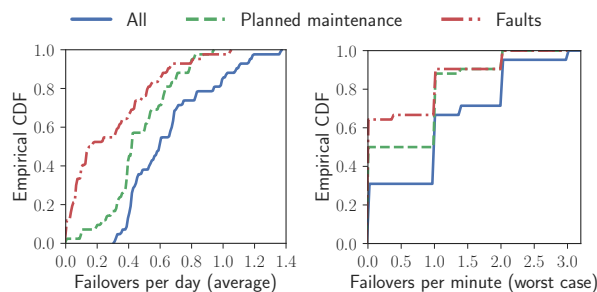 All Planned maintenance Faults
1.0
0.8
0.6
0.4
0.2
0.0
Empirical CDF
0.0 0.2 0.4 0.6 0.8 1.0 1.2 1.4
Failovers per day (average)
1.0
0.8
0.6
0.4
0.2
0.0
Empirical CDF
0.0 0.5 1.0 1.5 2.0 2.5 3.0
Failovers per minute (worst case)